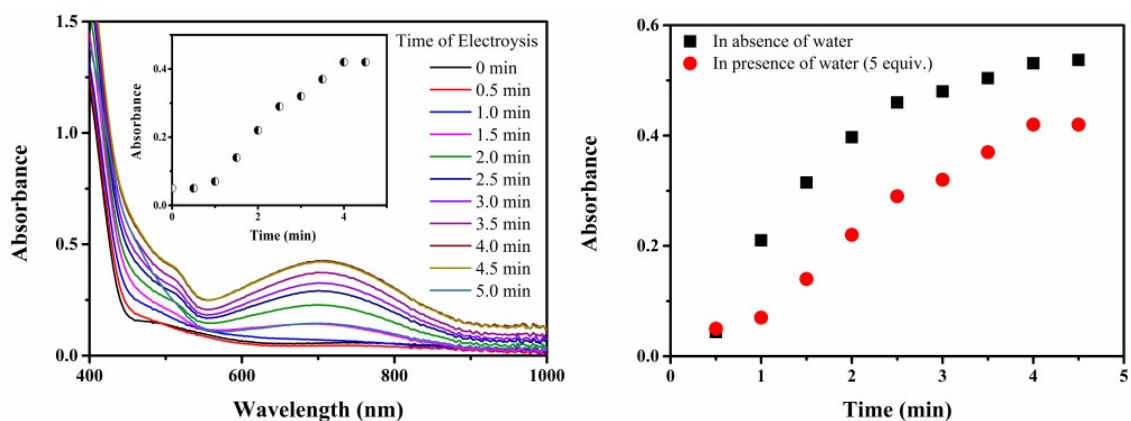 1.5
1.0
0.5
0.0
400
600
800
1000
Absorbance
Wavelength (nm)
0.4
0.2
0.0
0
2
4
Absorbance
Time (min)
Time of Electroysis
0 min
0.5 min
1.0 min
1.5 min
2.0 min
2.5 min
3.0 min
3.5 min
4.0 min
4.5 min
5.0 min
0.6
0.4
0.2
0.0
0
1
2
3
4
5
Absorbance
Time (min)
In absence of water
In presence of water (5 equiv.)